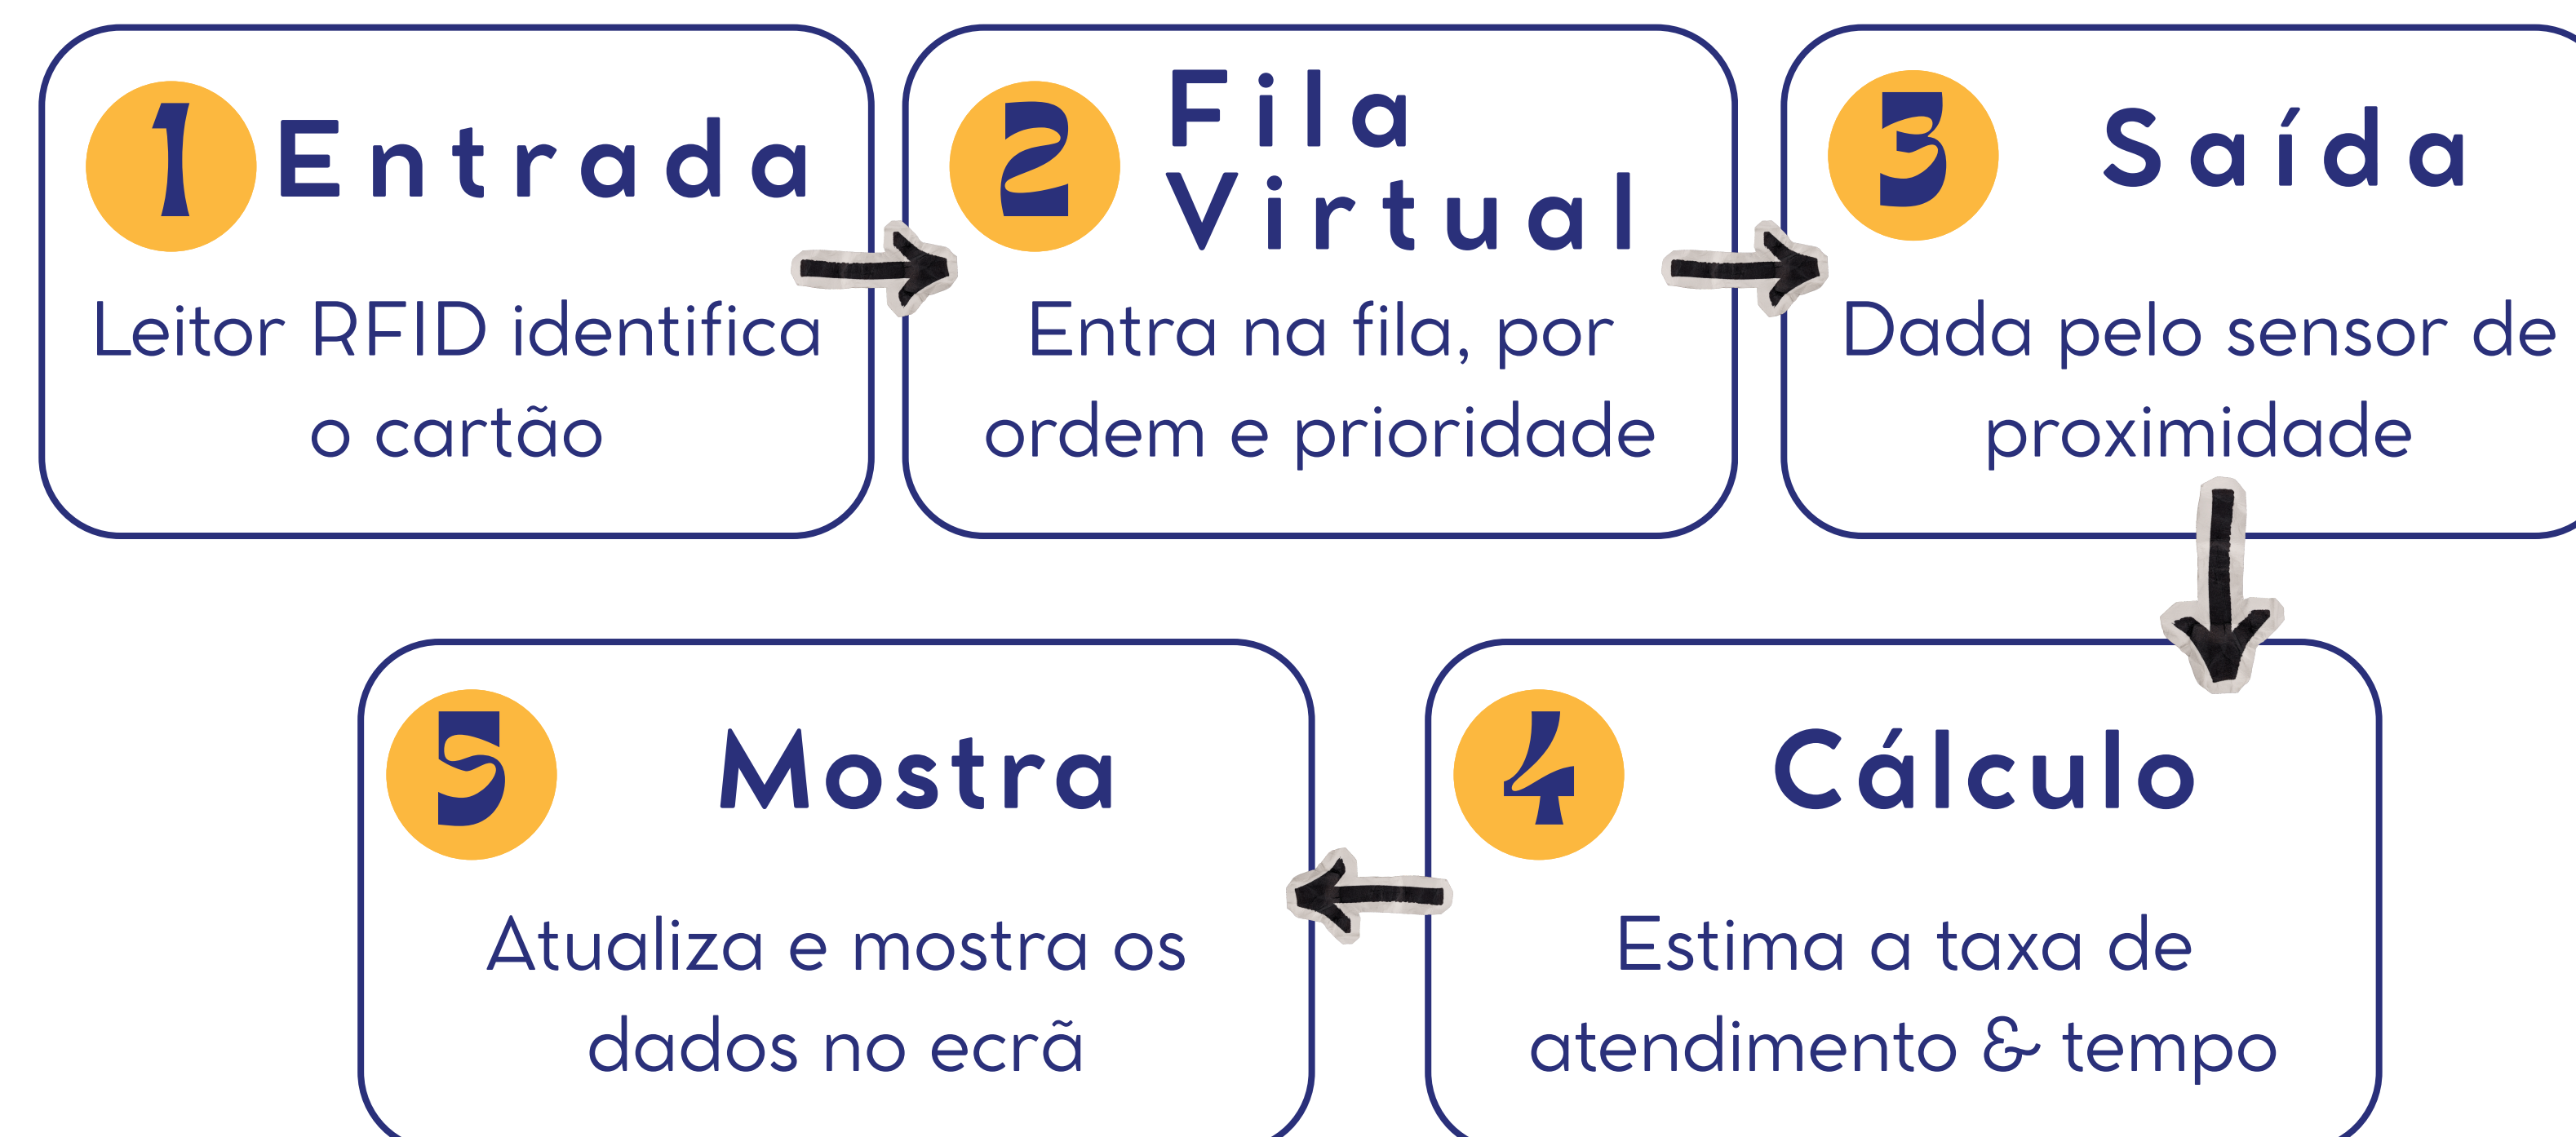 1 Entrada
Leitor RFID identifica
o cartão
2 Fila
Virtual
Entra na fila, por
ordem e prioridade
3 Saída
Dada pelo sensor de
proximidade
4 Cálculo
Estima a taxa de
atendimento & tempo
5 Mostra
Atualiza e mostra os
dados no ecrã